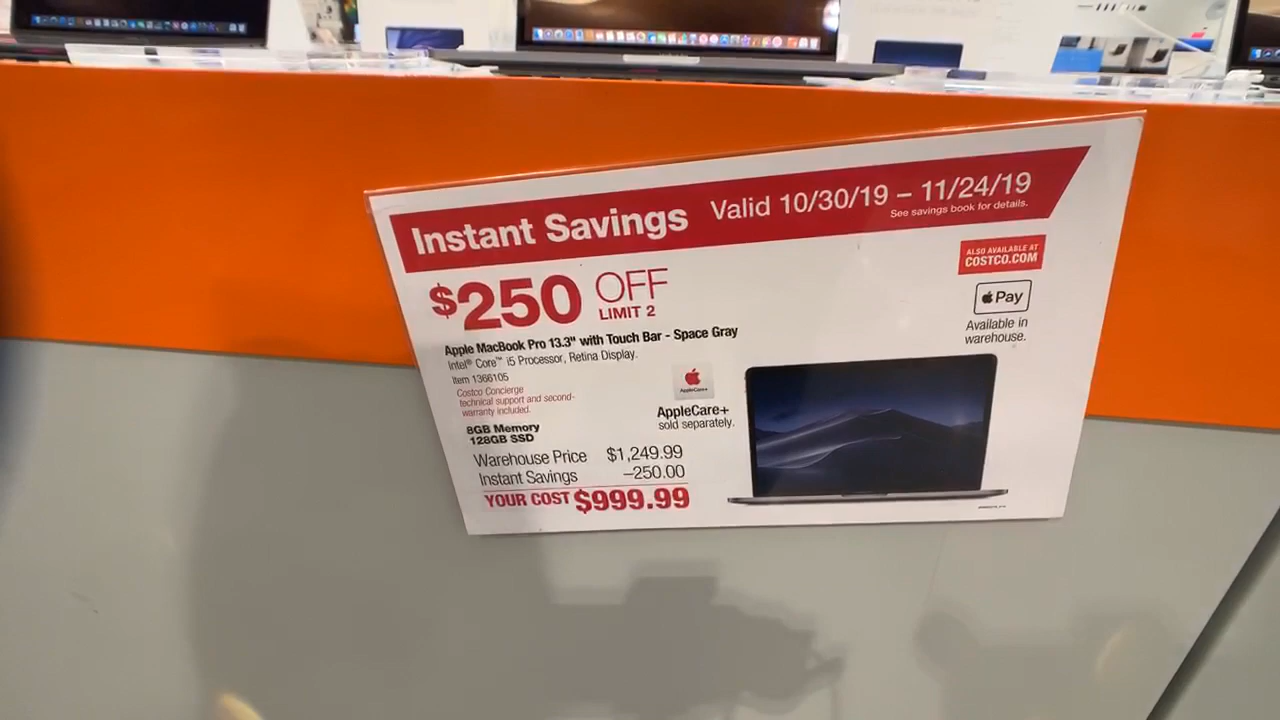 Instant Savings
Valid 10/30/19 – 11/24/19
See savings book for details.
$250 OFF
LIMIT 2
ALSO AVAILABLE AT
COSTCO.COM
Pay
Available in
warehouse.
Apple MacBook Pro 13.3" with Touch Bar - Space Gray
Intel® Core™ i5 Processor, Retina Display.
Item 1366105
Costco Concierge
technical support and second-
warranty included.
AppleCare+
AppleCare+
sold separately.
8GB Memory
128GB SSD
Warehouse Price $1,249.99
Instant Savings –250.00
YOUR COST $999.99